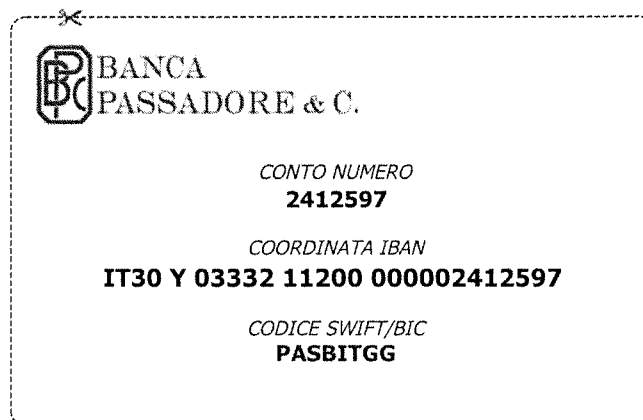 BANCA
PASSADORE & C.
CONTO NUMERO
2412597
COORDINATA IBAN
IT30 Y 03332 11200 000002412597
CODICE SWIFT/BIC
PASBITGG